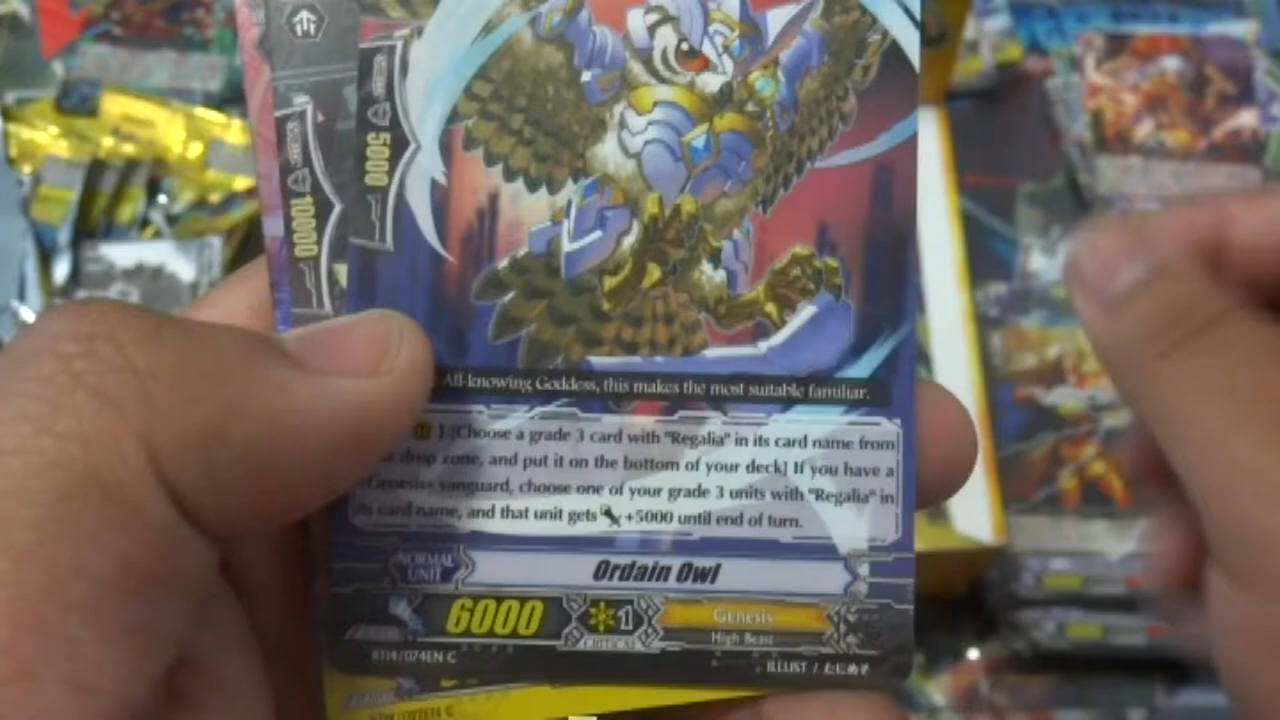 10000
5000
All-knowing Goddess, this makes the most suitable familiar.
] [Choose a grade 3 card with "Regalia" in its card name from
drop zone, and put it on the bottom of your deck] If you have a
«Genesis» vanguard, choose one of your grade 3 units with "Regalia" in
its card name, and that unit gets +5000 until end of turn.
NORMAL
UNIT
Ordain Owl
6000
1
CRITICAL
Genesis
High Beast
BT14/074EN C
ILLUST / たにめそ